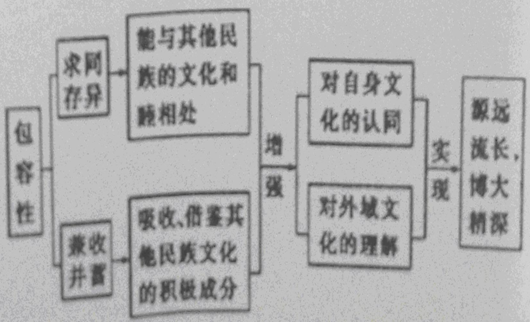 包
容
性
求同
存异
能与其他民
族的文化和
睦相处
兼收
并蓄
吸收、借鉴其
他民族文化
的积极成分
增
强
对自身文
化的认同
对外域文
化的理解
实
现
源远
流长,
博大
精深